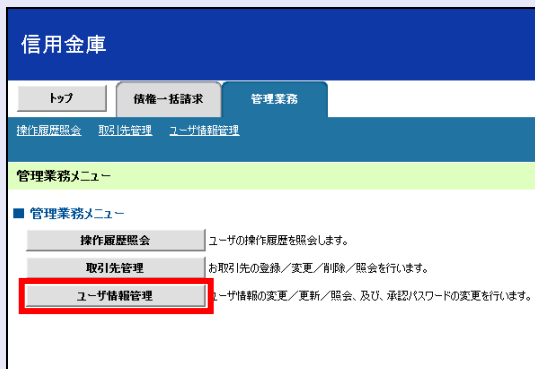 信用金庫
トップ 債権一括請求 管理業務
操作履歴照会 取引先管理 ユーザ情報管理
管理業務メニュー
■ 管理業務メニュー
操作履歴照会 ユーザの操作履歴を照会します。
取引先管理 お取引先の登録／変更／削除／照会を行います。
ユーザ情報管理 ユーザ情報の変更／更新／照会、及び、承認パスワードの変更を行います。